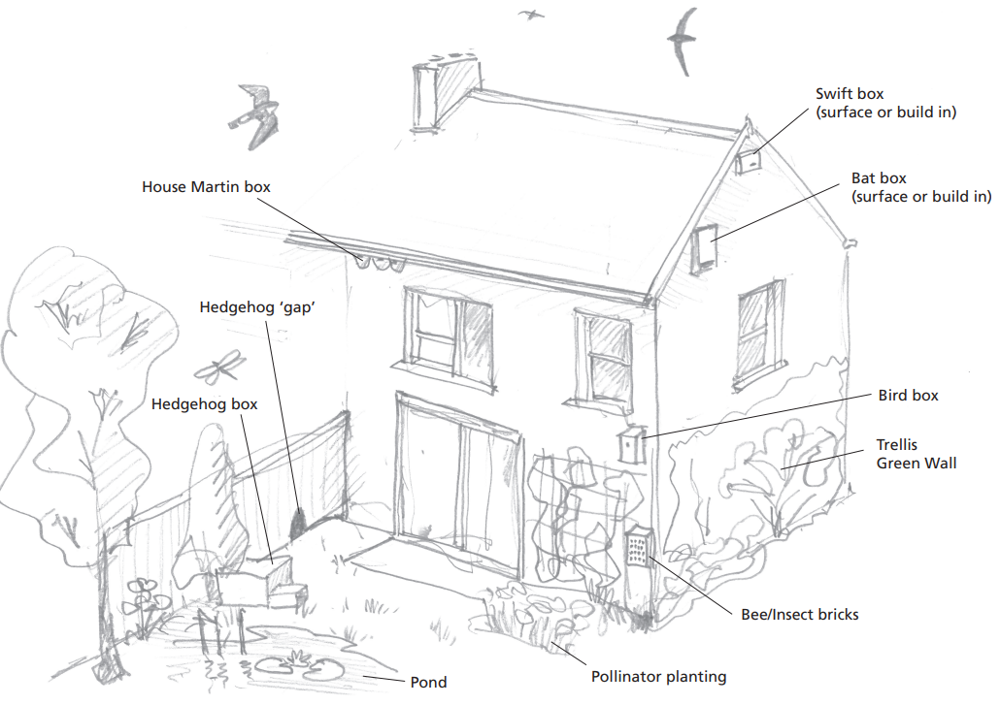 Swift box
(surface or build in)
Bat box
(surface or build in)
House Martin box
Hedgehog ‘gap’
Hedgehog box
Bird box
Trellis
Green Wall
Bee/Insect bricks
Pollinator planting
Pond